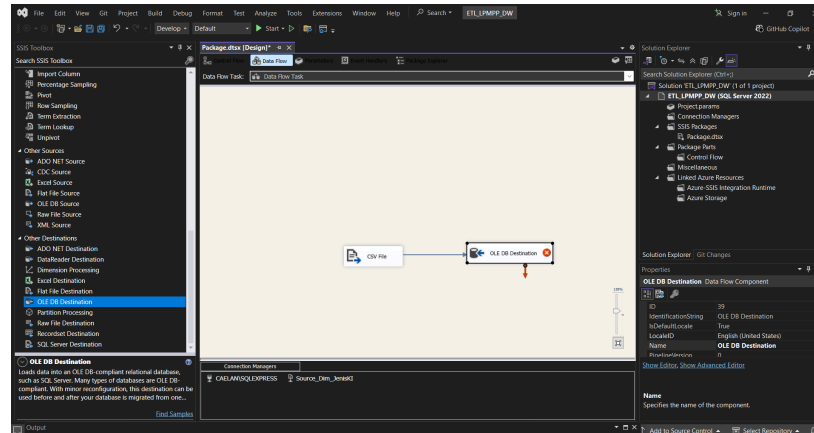 File Edit View Git Project Build Debug Format Test Analyze Tools Extensions Window Help Search ETL_LPMPP_DW Sign in
Develop Default Start GitHub Copilot
SSIS Toolbox
Search SSIS Toolbox
Import Column
Percentage Sampling
Pivot
Row Sampling
Term Extraction
Term Lookup
Unpivot
Other Sources
ADO NET Source
CDC Source
Excel Source
Flat File Source
OLE DB Source
Raw File Source
XML Source
Other Destinations
ADO NET Destination
DataReader Destination
Dimension Processing
Excel Destination
Flat File Destination
OLE DB Destination
Partition Processing
Raw File Destination
Recordset Destination
SQL Server Destination
OLE DB Destination
Loads data into an OLE DB-compliant relational database,
such as SQL Server. Many types of databases are OLE DB-
compliant. With minor reconfiguration, this destination can be
used before and after your database is migrated from one...
Find Samples
Package.dtsx [Design]*
Control Flow Data Flow Parameters Event Handlers Package Explorer
Data Flow Task: Data Flow Task
CSV File
OLE DB Destination
100%
Connection Managers
CAELAN\SQLEXPRESS Source_Dim_JenisKI
Solution Explorer
Search Solution Explorer (Ctrl+;)
Solution 'ETL_LPMPP_DW' (1 of 1 project)
ETL_LPMPP_DW (SQL Server 2022)
Project.params
Connection Managers
SSIS Packages
Package.dtsx
Package Parts
Control Flow
Miscellaneous
Linked Azure Resources
Azure-SSIS Integration Runtime
Azure Storage
Solution Explorer Git Changes
Properties
OLE DB Destination Data Flow Component
ID 39
IdentificationString OLE DB Destination
IsDefaultLocale True
LocaleID English (United States)
Name OLE DB Destination
PipelineVersion 0
Show Editor, Show Advanced Editor
Name
Specifies the name of the component.
Output
Add to Source Control Select Repository